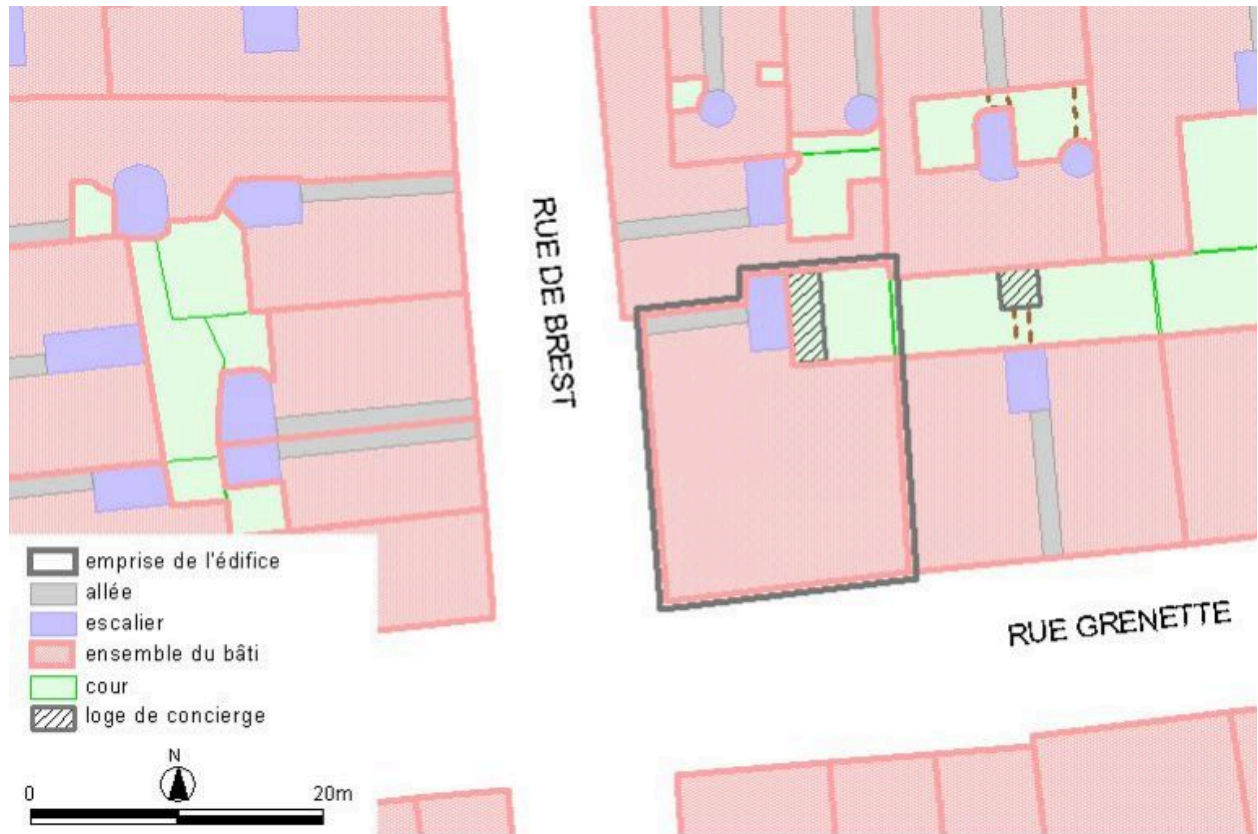 RUE DE BREST
emprise de l'édifice
allée
escalier
ensemble du bâti
cour
loge de concierge
RUE GRENETTE
N
0 20m